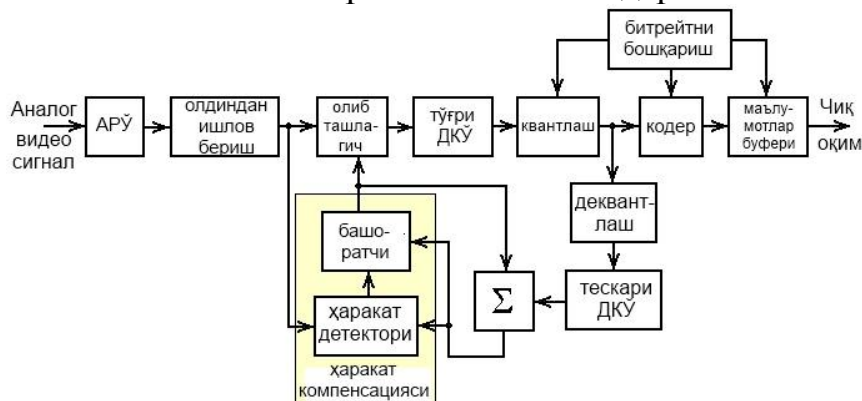 битрейтни
бошқариш
Аналог
видео
сигнал
АРЎ
олдиндан
ишлов
бериш
олиб
ташла-
гич
тўғри
ДКЎ
квантлаш
кодер
маълу-
мотлар
буфери
Чиқ
оқим
деквант-
лаш
башо-
ратчи
Σ
тескари
ДКЎ
ҳаракат
детектори
ҳаракат
компенсацияси